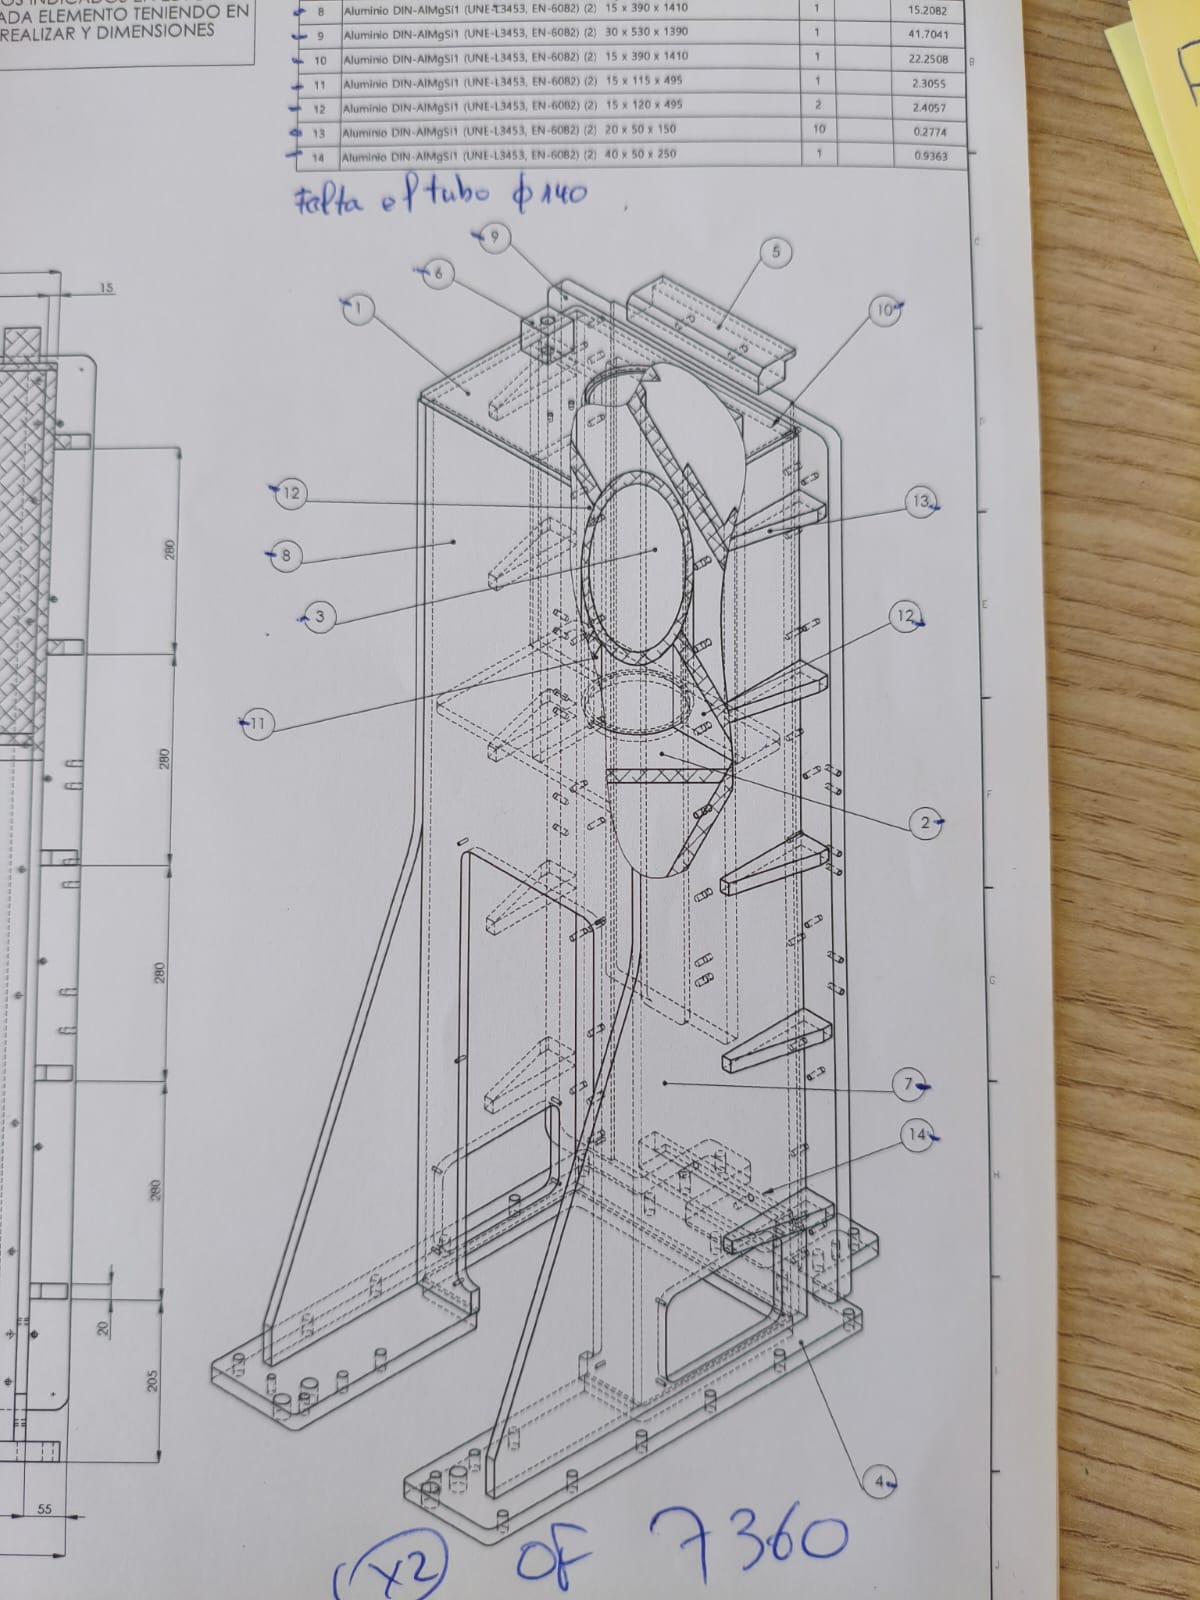 ADA ELEMENTO TENIENDO EN
REALIZAR Y DIMENSIONES
8 Aluminio DIN-AlMgSi1 (UNE-L3453, EN-6082) (2) 15 x 390 x 1410 1 15.2082
9 Aluminio DIN-AlMgSi1 (UNE-L3453, EN-6082) (2) 30 x 530 x 1390 1 41.7041
10 Aluminio DIN-AlMgSi1 (UNE-L3453, EN-6082) (2) 15 x 390 x 1410 1 22.2508
11 Aluminio DIN-AlMgSi1 (UNE-L3453, EN-6082) (2) 15 x 115 x 495 1 2.3055
12 Aluminio DIN-AlMgSi1 (UNE-L3453, EN-6082) (2) 15 x 120 x 495 2 2.4057
13 Aluminio DIN-AlMgSi1 (UNE-L3453, EN-6082) (2) 20 x 50 x 150 10 0.2774
14 Aluminio DIN-AlMgSi1 (UNE-L3453, EN-6082) (2) 40 x 50 x 250 1 0.9363
B
Falta el tubo ϕ 140
C
9
5
6
15
1
10
D
12
13
8
280
3
E
12
11
280
F
2
G
280
7
14
H
280
20
205
4
55
(x2) OF 7360
J